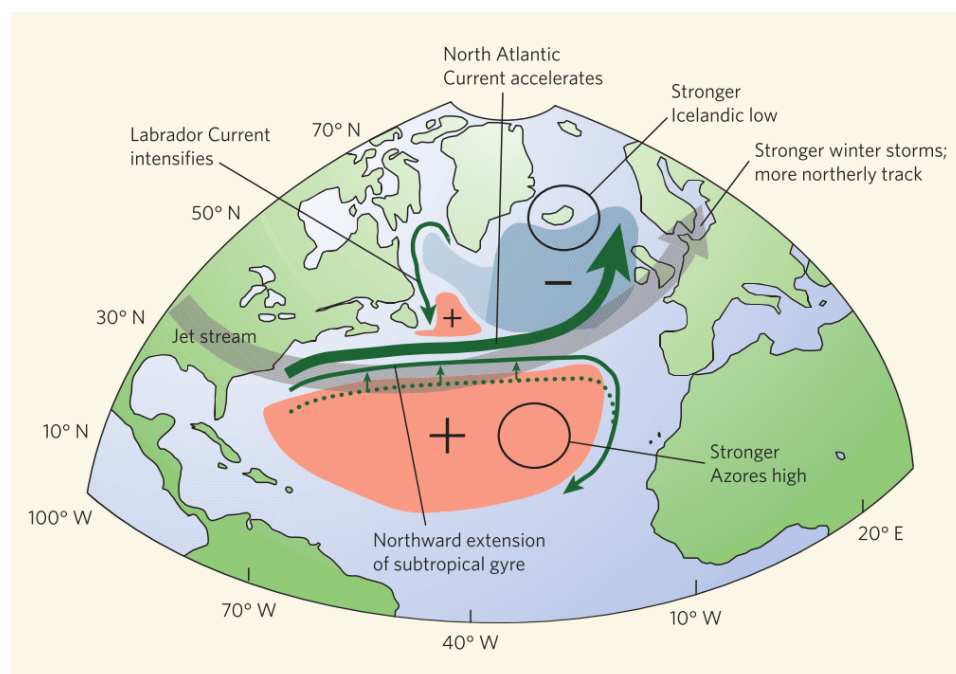 North Atlantic
Current accelerates
Stronger
Icelandic low
Labrador Current
intensifies
70° N
Stronger winter storms;
more northerly track
50° N
−
30° N
+
Jet stream
10° N
+
Stronger
Azores high
100° W
Northward extension
of subtropical gyre
20° E
70° W
10° W
40° W